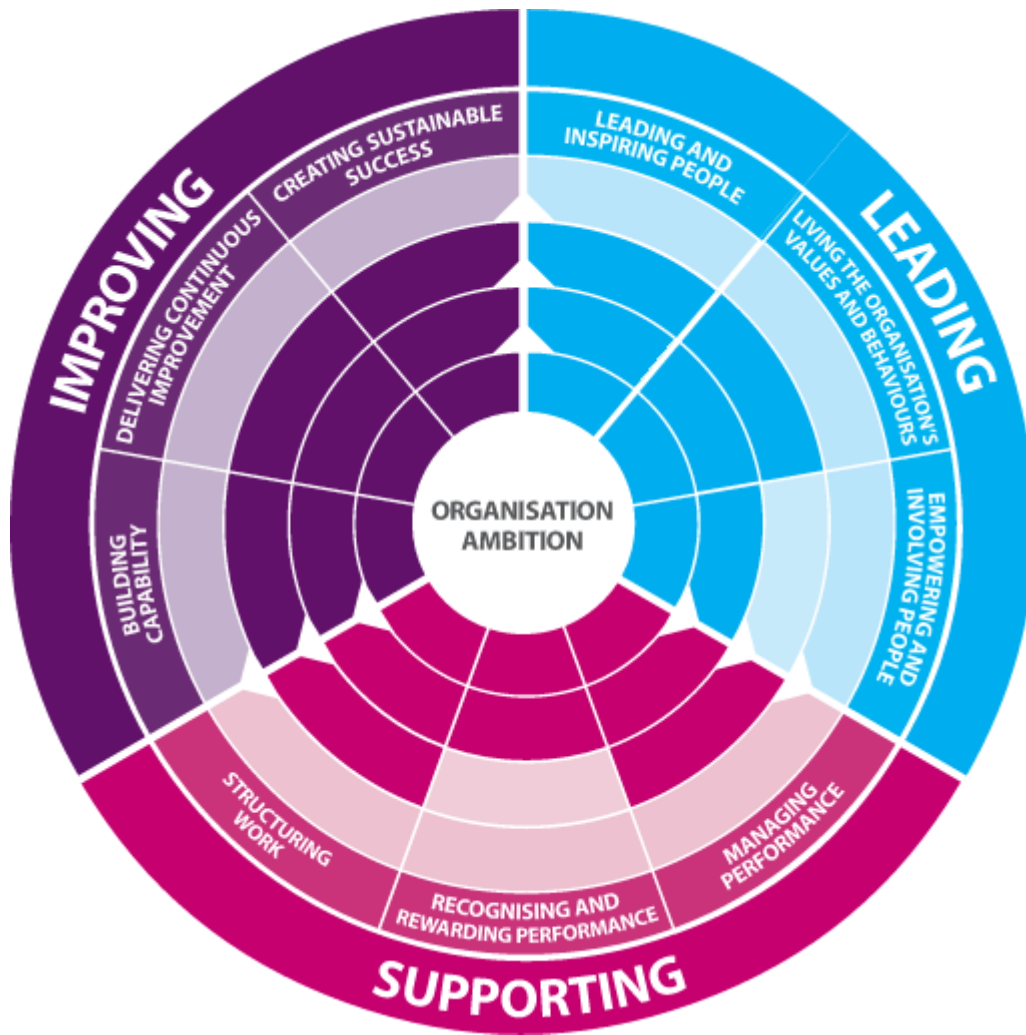 IMPROVING
CREATING SUSTAINABLE
SUCCESS
DELIVERING CONTINUOUS
IMPROVEMENT
BUILDING
CAPABILITY
LEADING
LEADING AND
INSPIRING PEOPLE
LIVING THE ORGANISATION'S
VALUES AND BEHAVIOURS
EMPOWERING AND
INVOLVING PEOPLE
ORGANISATION
AMBITION
STRUCTURING
WORK
RECOGNISING AND
REWARDING PERFORMANCE
MANAGING
PERFORMANCE
SUPPORTING